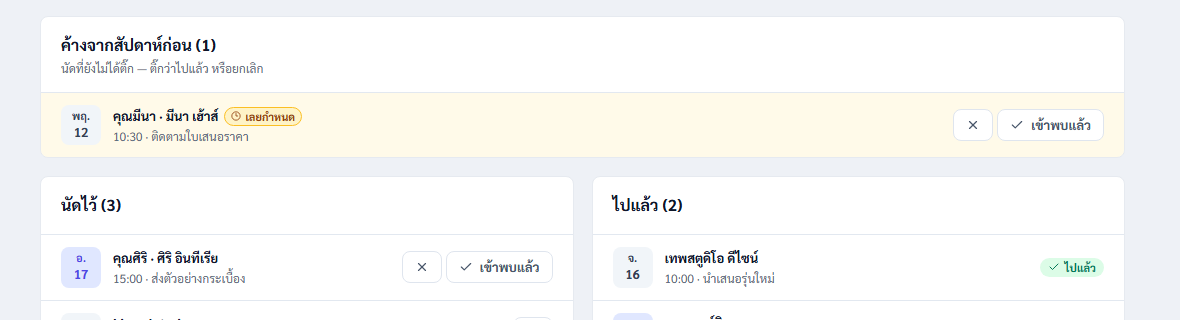 ค้างจากสัปดาห์ก่อน (1)
นัดที่ยังไม่ได้ติ๊ก — ติ๊กว่าไปแล้ว หรือยกเลิก
พฤ.
12
คุณมีนา · มีนา เฮ้าส์
เลยกำหนด
10:30 · ติดตามใบเสนอราคา
เข้าพบแล้ว
นัดไว้ (3)
อ.
17
คุณศิริ · ศิริ อินทีเรีย
15:00 · ส่งตัวอย่างกระเบื้อง
เข้าพบแล้ว
ไปแล้ว (2)
จ.
16
เทพสตูดิโอ ดีไซน์
10:00 · นำเสนอรุ่นใหม่
ไปแล้ว